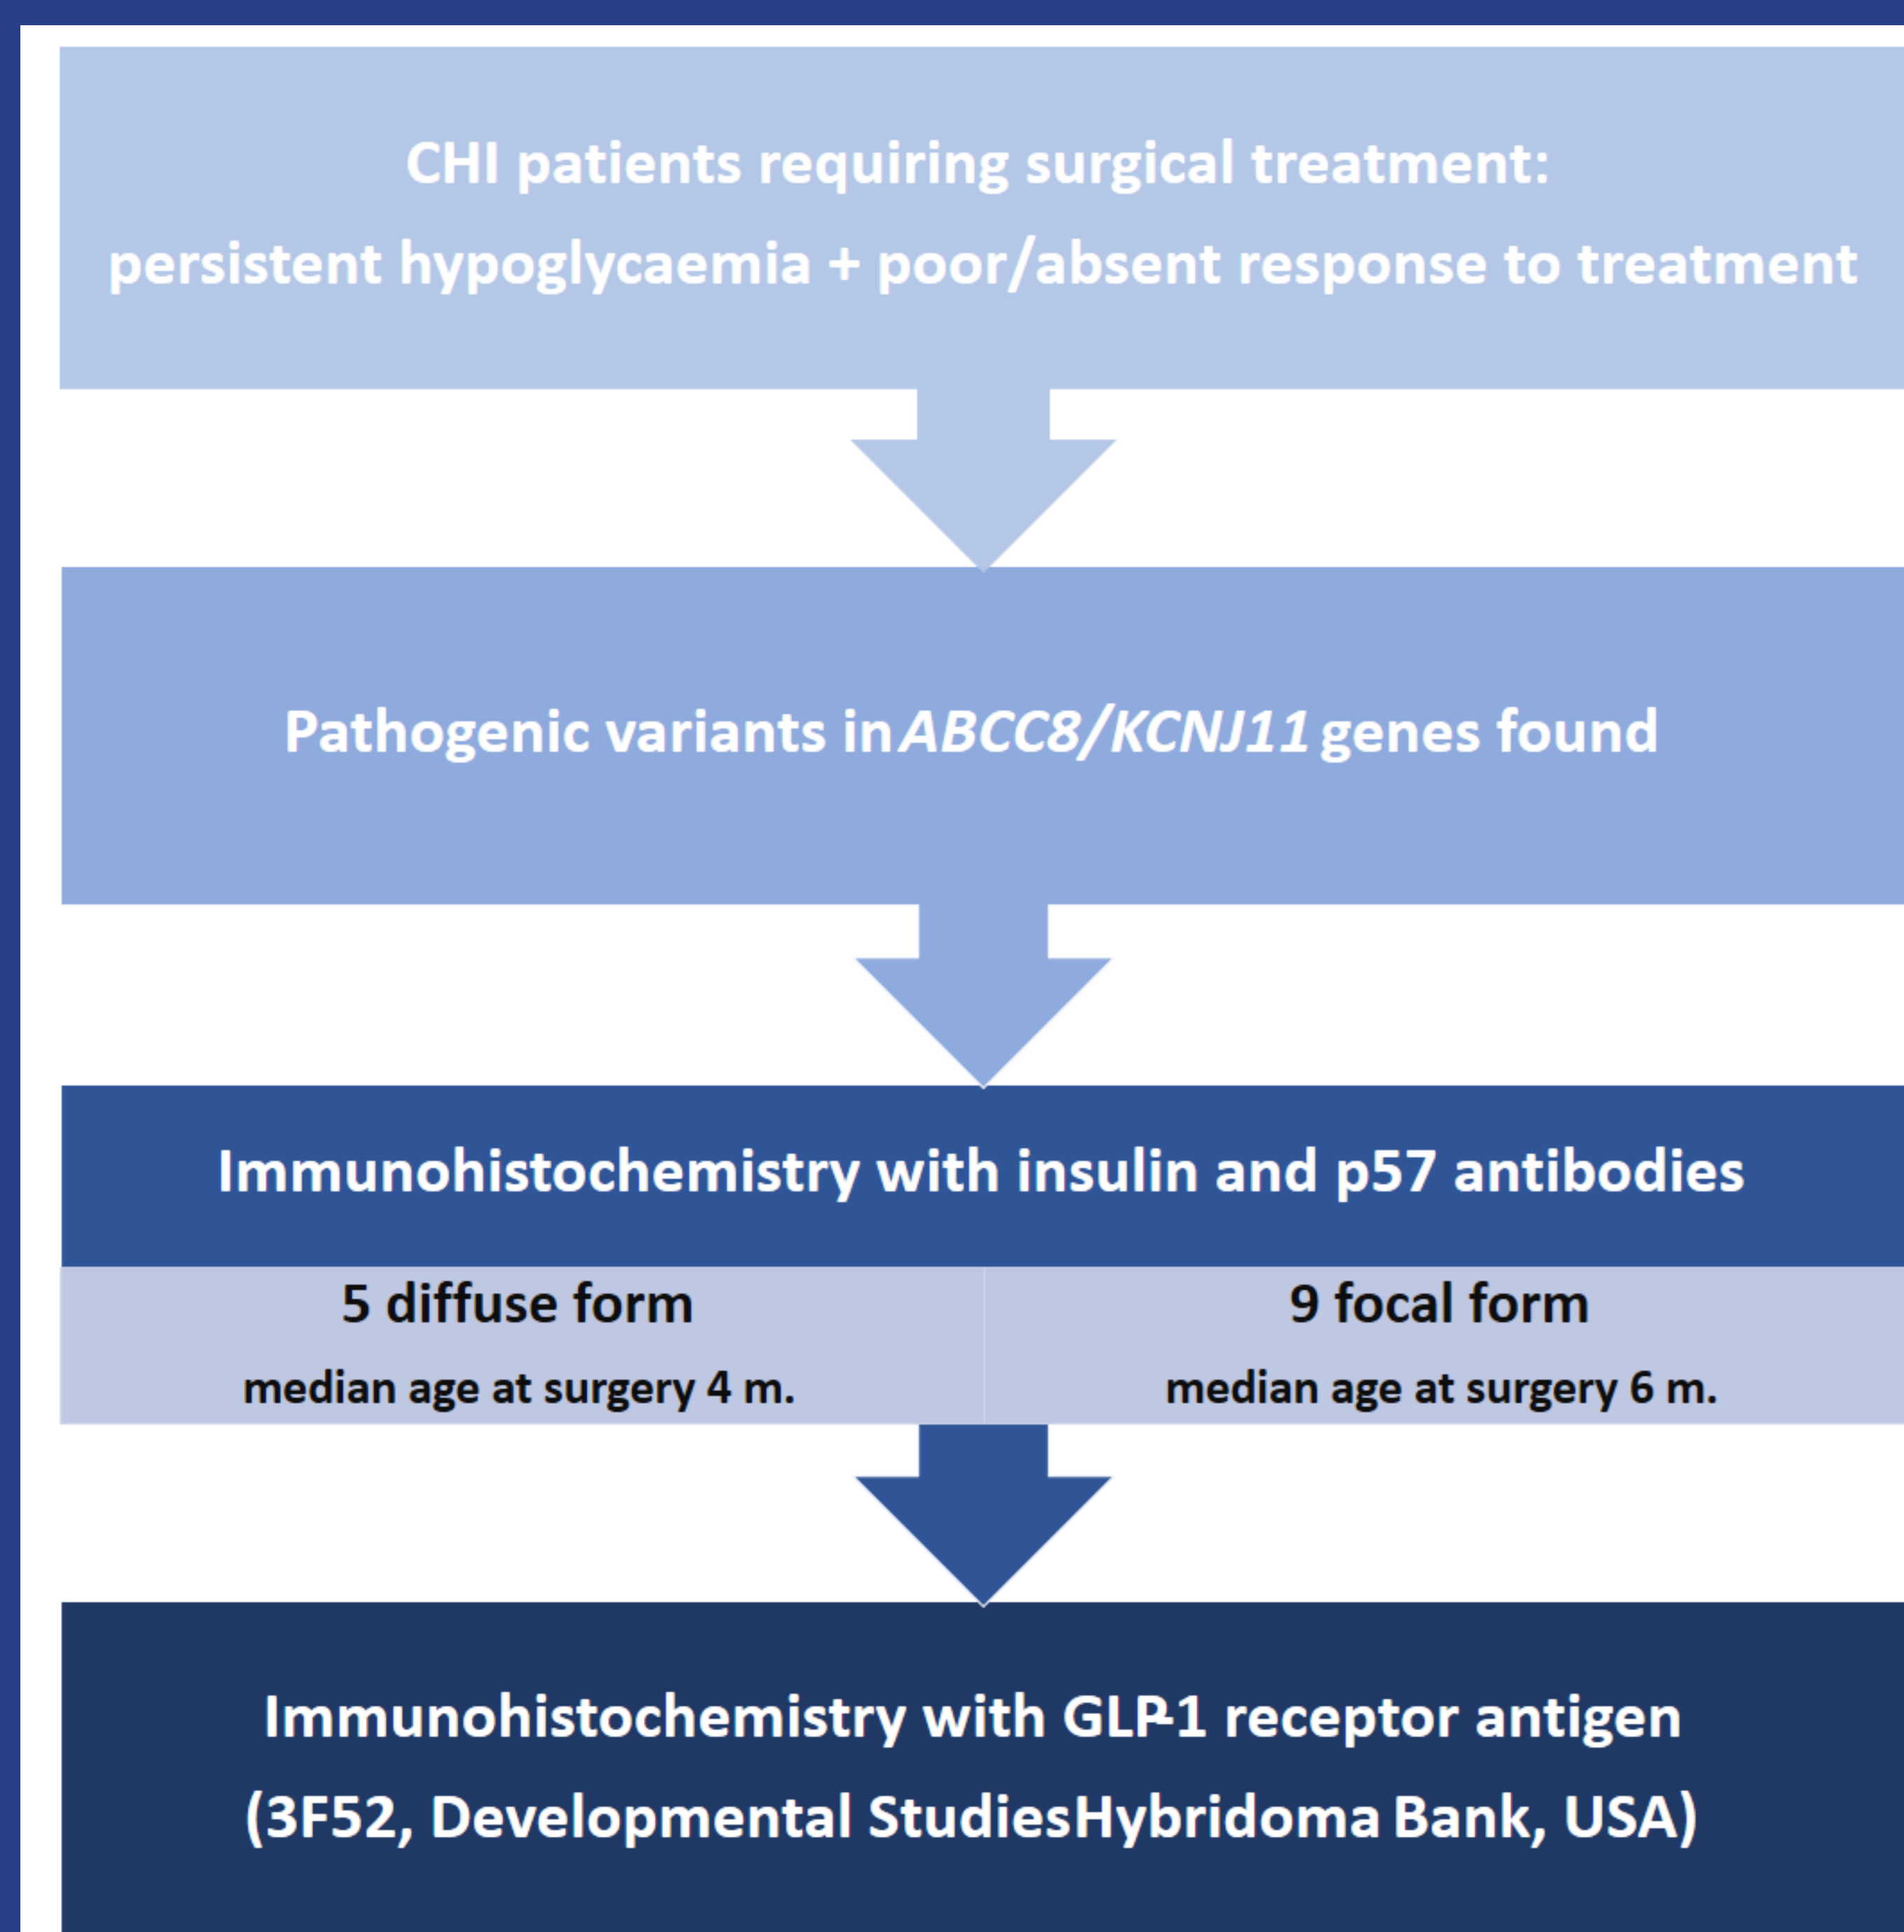 CHI patients requiring surgical treatment:
persistent hypoglycaemia + poor/absent response to treatment
Pathogenic variants in ABCC8/KCNJ11 genes found
Immunohistochemistry with insulin and p57 antibodies
5 diffuse form
median age at surgery 4 m.
9 focal form
median age at surgery 6 m.
Immunohistochemistry with GLP-1 receptor antigen
(3F52, Developmental Studies Hybridoma Bank, USA)